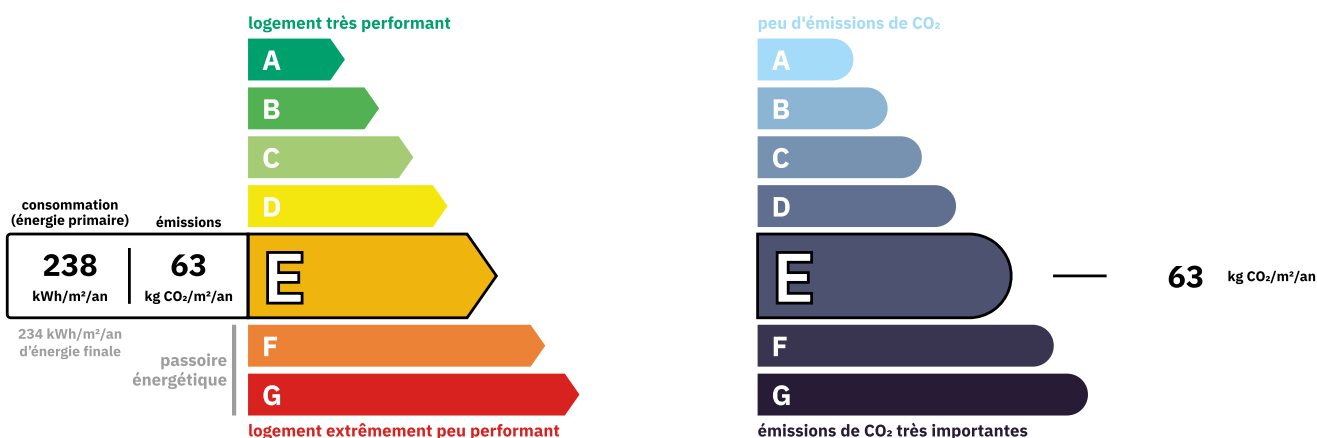 logement très performant
A
B
C
D
consommation
(énergie primaire)
émissions
238
kWh/m²/an
63
kg CO₂/m²/an
E
234 kWh/m²/an
d'énergie finale
passoire
énergétique
F
G
logement extrêmement peu performant
peu d'émissions de CO₂
A
B
C
D
E
63
kg CO₂/m²/an
F
G
émissions de CO₂ très importantes